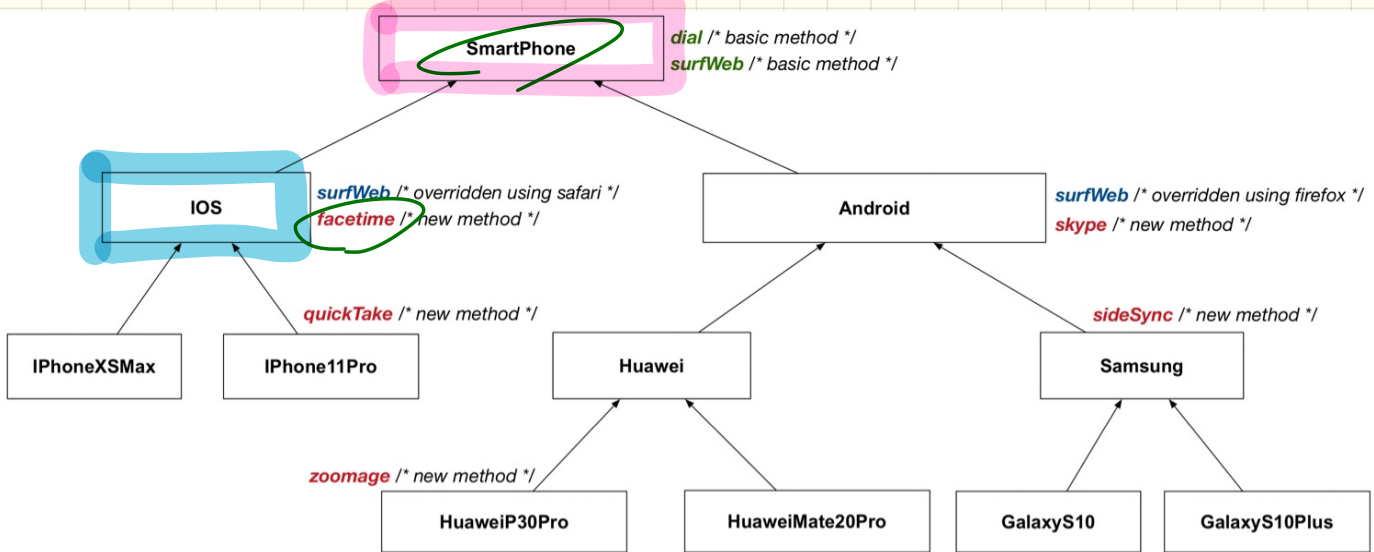 SmartPhone
dial /* basic method */
surfWeb /* basic method */
IOS
surfWeb /* overridden using safari */
facetime /* new method */
Android
surfWeb /* overridden using firefox */
skype /* new method */
quickTake /* new method */
sideSync /* new method */
IPhoneXSMax
IPhone11Pro
Huawei
Samsung
zoomage /* new method */
HuaweiP30Pro
HuaweiMate20Pro
GalaxyS10
GalaxyS10Plus